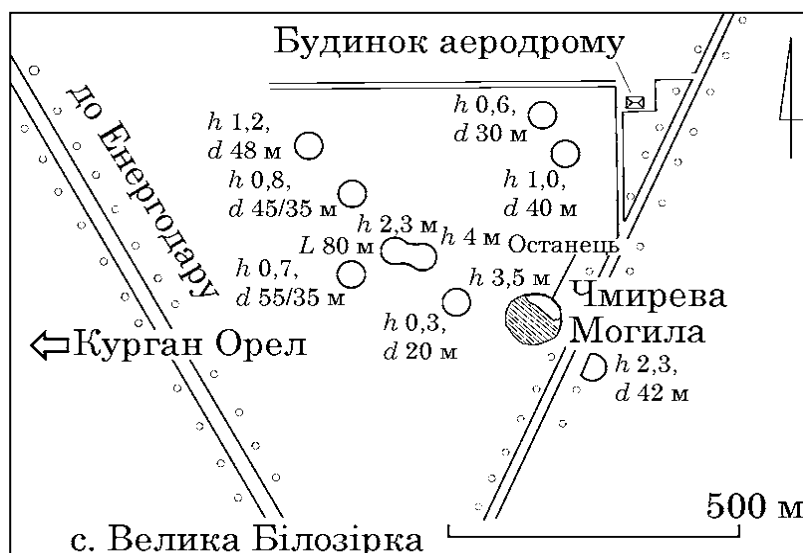 Будинок аеродрому
до Енергодару
h 1,2,
d 48 м
h 0,6,
d 30 м
h 0,8,
d 45/35 м
h 1,0,
d 40 м
h 2,3 м
L 80 м
h 4 м
Останець
h 0,7,
d 55/35 м
h 3,5 м
Чмирева
Могила
h 0,3,
d 20 м
Курган Орел
h 2,3,
d 42 м
500 м
с. Велика Білозірка